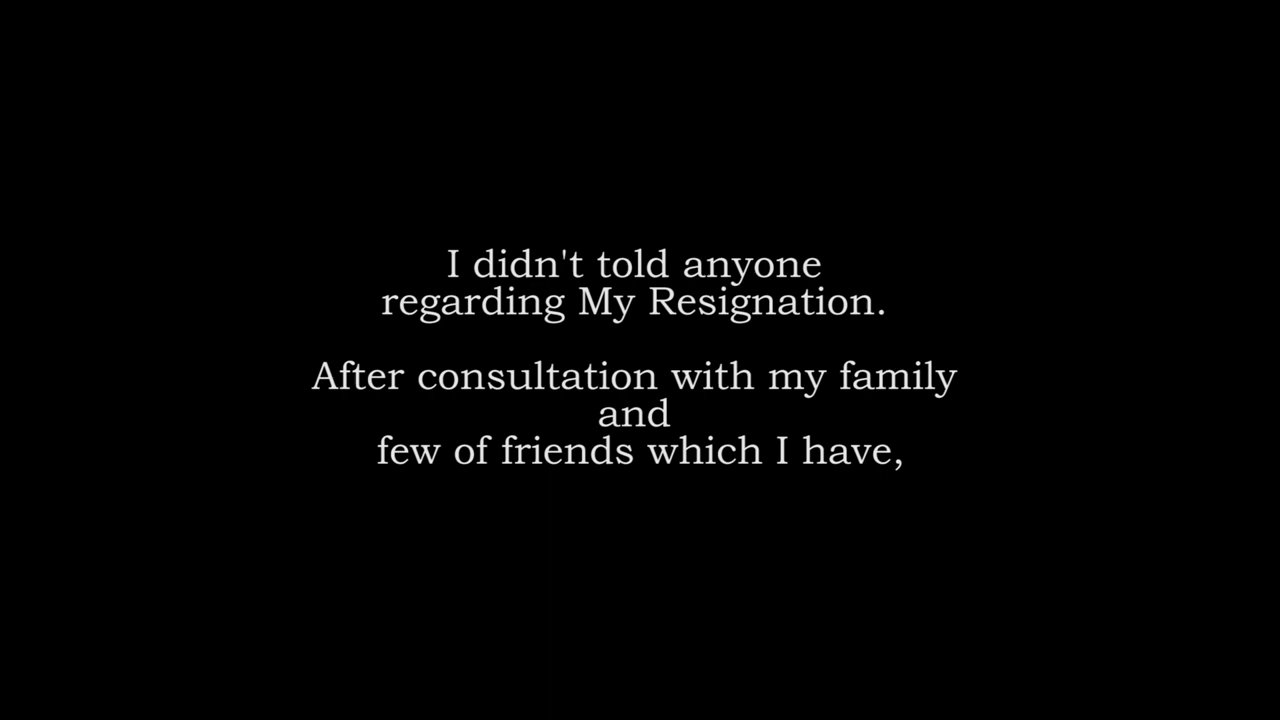 I didn't told anyone
regarding My Resignation.
After consultation with my family
and
few of friends which I have,